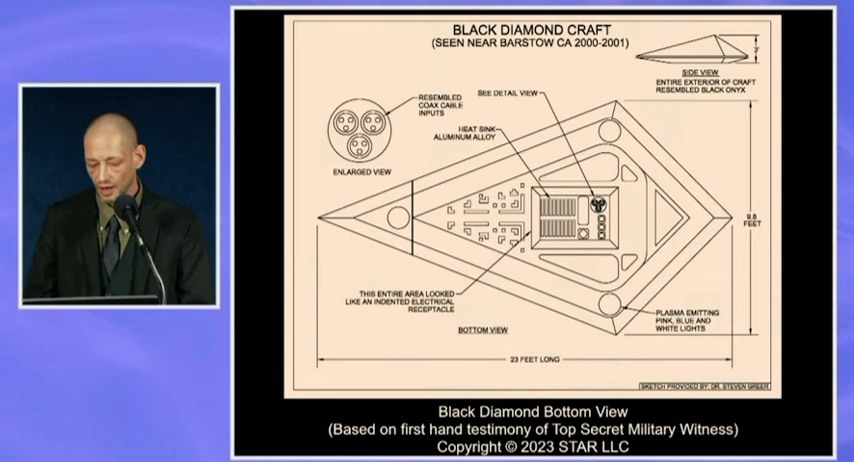 BLACK DIAMOND CRAFT
(SEEN NEAR BARSTOW CA 2000-2001)
SIDE VIEW
ENTIRE EXTERIOR OF CRAFT
RESEMBLED BLACK ONYX
RESEMBLED
COAX CABLE
INPUTS
ENLARGED VIEW
SEE DETAIL VIEW
HEAT SINK
ALUMINUM ALLOY
9.8
FEET
THIS ENTIRE AREA LOOKED
LIKE AN INDENTED ELECTRICAL
RECEPTACLE
BOTTOM VIEW
PLASMA EMITTING
PINK, BLUE AND
WHITE LIGHTS
23 FEET LONG
SKETCH PROVIDED BY: DR. STEVEN GREER
Black Diamond Bottom View
(Based on first hand testimony of Top Secret Military Witness)
Copyright © 2023 STAR LLC